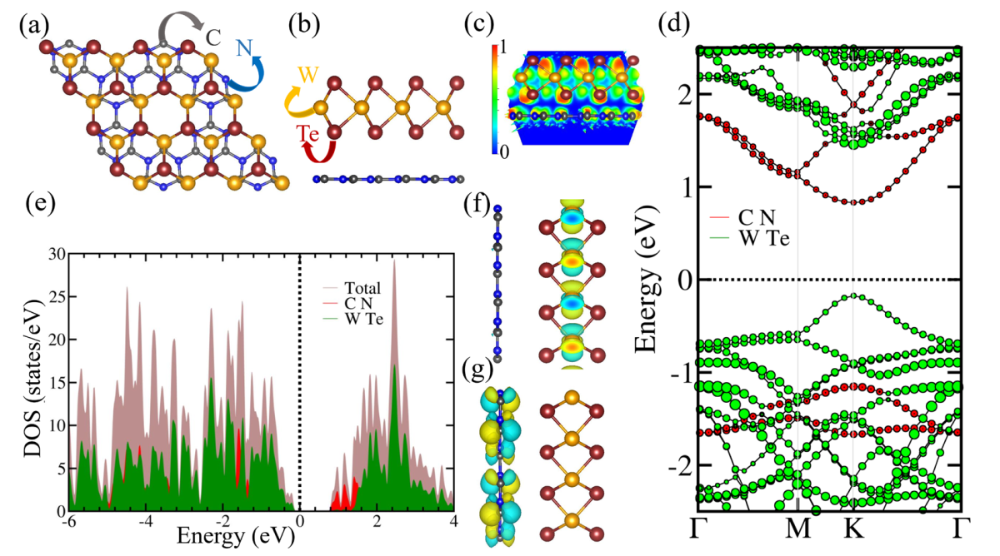 (a)
C
N
(b)
W
Te
(c)
1
0
(d)
2
1
0
-1
-2
Energy (eV)
C N
W Te
Γ
M
K
Γ
(e)
30
25
20
15
10
5
0
DOS (states/eV)
Total
C N
W Te
-6
-4
-2
0
2
4
Energy (eV)
(f)
(g)